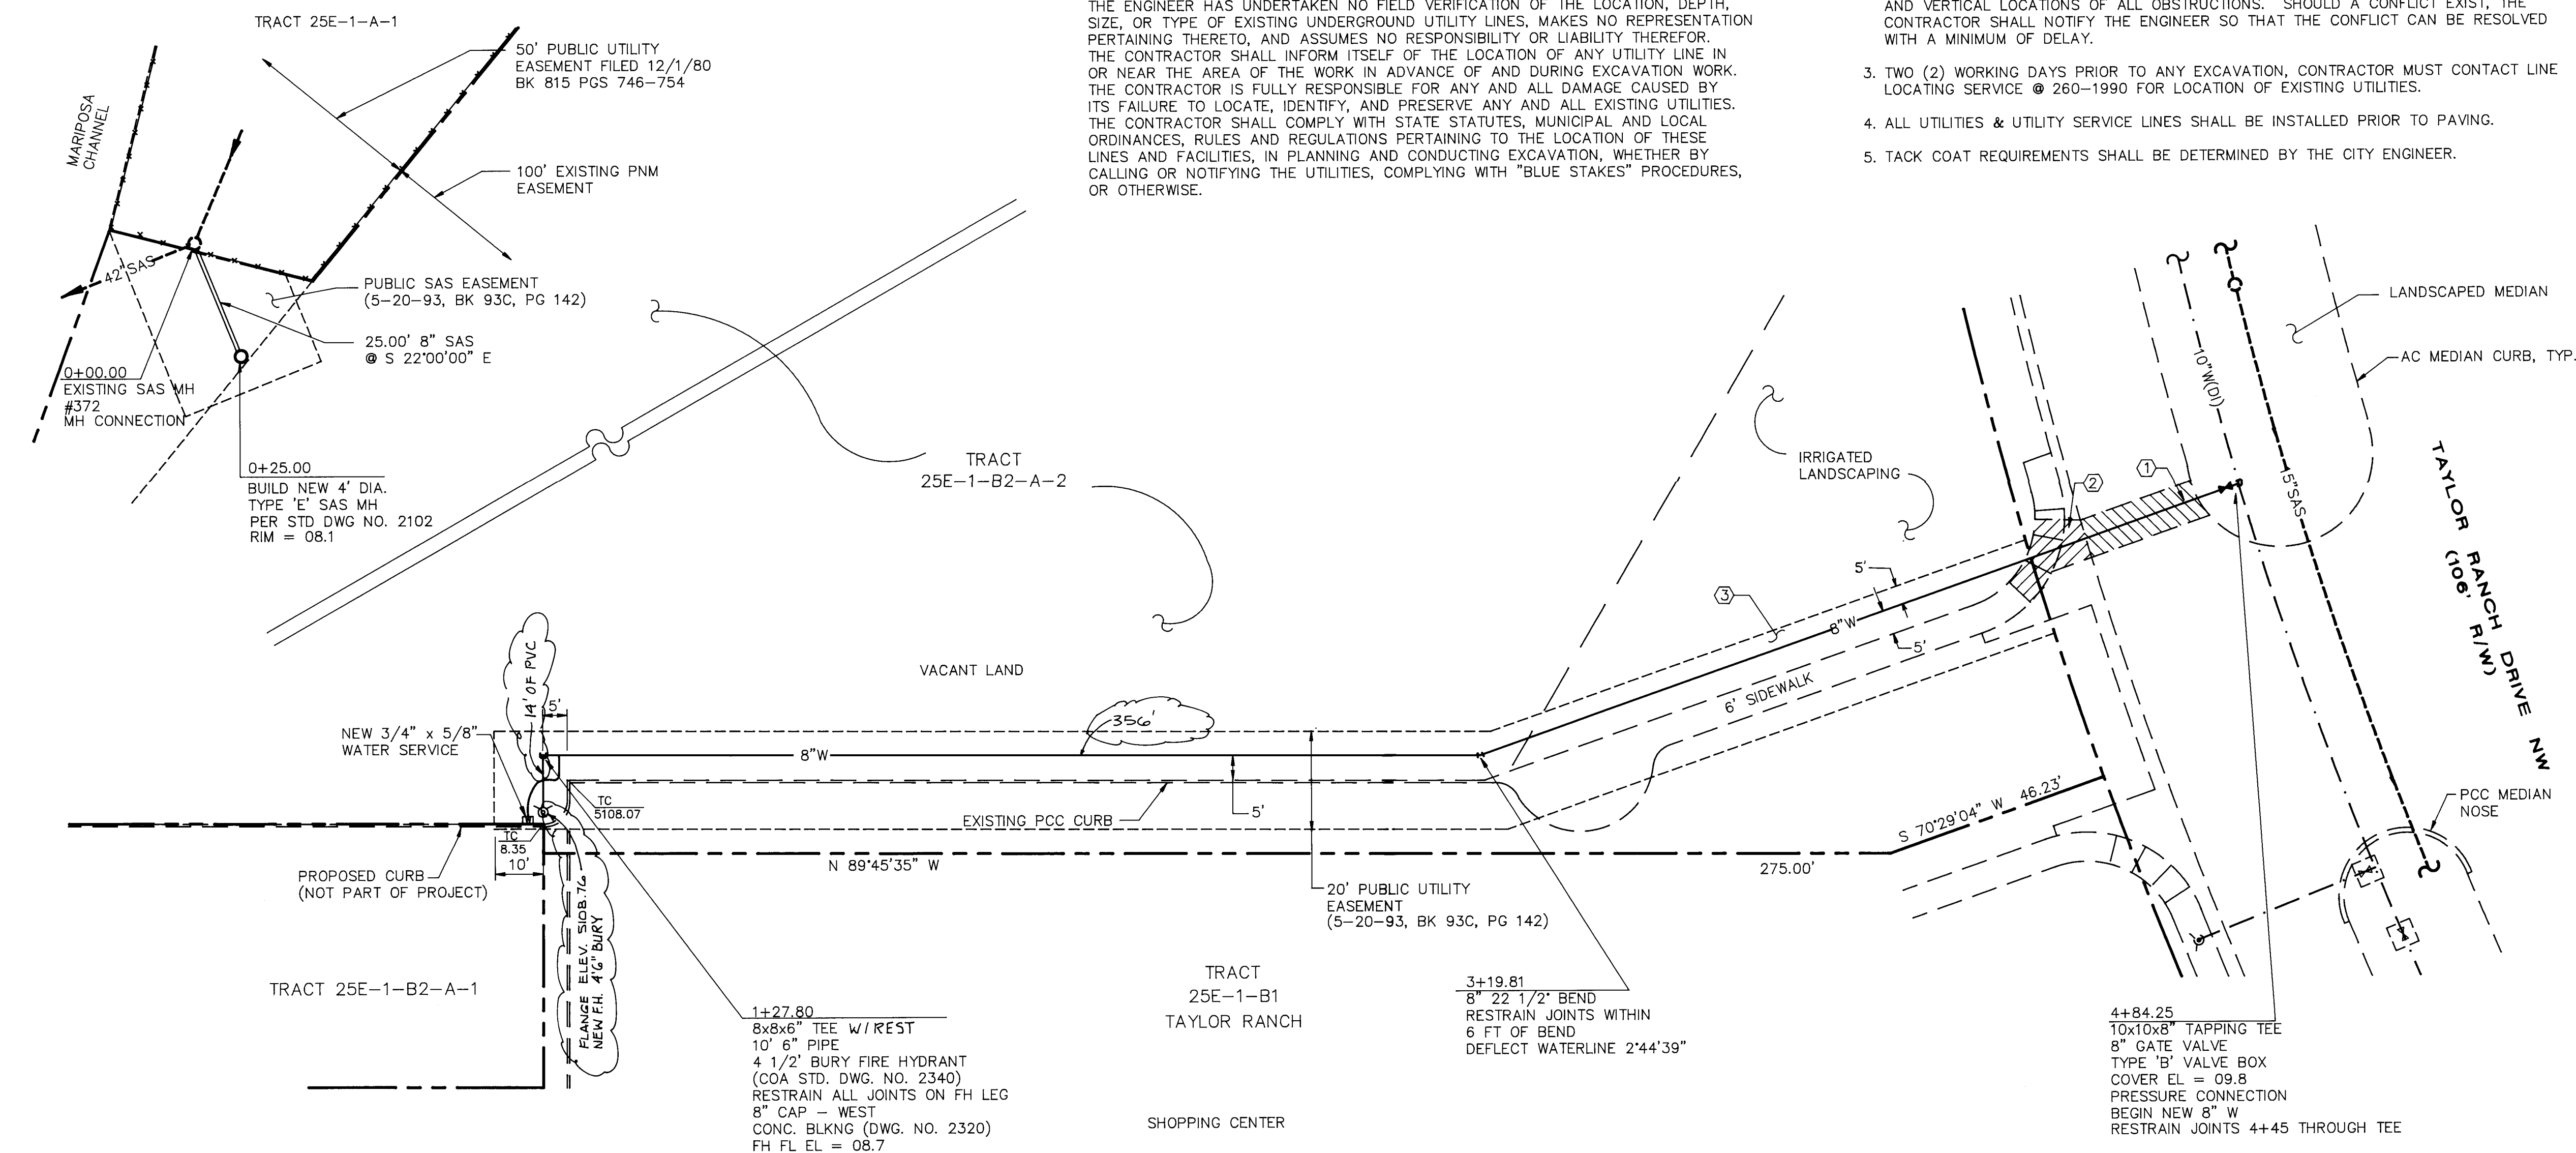 TRACT 25E-1-A-1
50' PUBLIC UTILITY
EASEMENT FILED 12/1/80
BK 815 PGS 746-754
MARIPOSA
CHANNEL
100' EXISTING PNM
EASEMENT
42" SAS
PUBLIC SAS EASEMENT
(5-20-93, BK 93C, PG 142)
25.00' 8" SAS
@ S 22°00'00" E
0+00.00
EXISTING SAS MH
#372
MH CONNECTION
0+25.00
BUILD NEW 4' DIA.
TYPE 'E' SAS MH
PER STD DWG NO. 2102
RIM = 08.1
THE ENGINEER HAS UNDERTAKEN NO FIELD VERIFICATION OF THE LOCATION, DEPTH,
SIZE, OR TYPE OF EXISTING UNDERGROUND UTILITY LINES, MAKES NO REPRESENTATION
PERTAINING THERETO, AND ASSUMES NO RESPONSIBILITY OR LIABILITY THEREFOR.
THE CONTRACTOR SHALL INFORM ITSELF OF THE LOCATION OF ANY UTILITY LINE IN
OR NEAR THE AREA OF THE WORK IN ADVANCE OF AND DURING EXCAVATION WORK.
THE CONTRACTOR IS FULLY RESPONSIBLE FOR ANY AND ALL DAMAGE CAUSED BY
ITS FAILURE TO LOCATE, IDENTIFY, AND PRESERVE ANY AND ALL EXISTING UTILITIES.
THE CONTRACTOR SHALL COMPLY WITH STATE STATUTES, MUNICIPAL AND LOCAL
ORDINANCES, RULES AND REGULATIONS PERTAINING TO THE LOCATION OF THESE
LINES AND FACILITIES, IN PLANNING AND CONDUCTING EXCAVATION, WHETHER BY
CALLING OR NOTIFYING THE UTILITIES, COMPLYING WITH "BLUE STAKES" PROCEDURES,
OR OTHERWISE.
AND VERTICAL LOCATIONS OF ALL OBSTRUCTIONS. SHOULD A CONFLICT EXIST, THE
CONTRACTOR SHALL NOTIFY THE ENGINEER SO THAT THE CONFLICT CAN BE RESOLVED
WITH A MINIMUM OF DELAY.
3. TWO (2) WORKING DAYS PRIOR TO ANY EXCAVATION, CONTRACTOR MUST CONTACT LINE
LOCATING SERVICE @ 260-1990 FOR LOCATION OF EXISTING UTILITIES.
4. ALL UTILITIES & UTILITY SERVICE LINES SHALL BE INSTALLED PRIOR TO PAVING.
5. TACK COAT REQUIREMENTS SHALL BE DETERMINED BY THE CITY ENGINEER.
TRACT
25E-1-B2-A-2
IRRIGATED
LANDSCAPING
LANDSCAPED MEDIAN
AC MEDIAN CURB, TYP.
10"W(DI)
15"SAS
1
2
3
TAYLOR RANCH DRIVE NW
(106' R/W)
5'
8"W
5'
6' SIDEWALK
VACANT LAND
14' OF PVC
5'
356'
NEW 3/4" x 5/8"
WATER SERVICE
8"W
TC
5108.07
5'
EXISTING PCC CURB
TC
8.35
10'
PROPOSED CURB
(NOT PART OF PROJECT)
N 89°45'35" W
275.00'
S 70°29'04" W 46.23'
PCC MEDIAN
NOSE
20' PUBLIC UTILITY
EASEMENT
(5-20-93, BK 93C, PG 142)
FLANGE ELEV. 5108.76
NEW F.H. 4'6" BURY
TRACT 25E-1-B2-A-1
TRACT
25E-1-B1
TAYLOR RANCH
SHOPPING CENTER
1+27.80
8x8x6" TEE W/ REST
10' 6" PIPE
4 1/2' BURY FIRE HYDRANT
(COA STD. DWG. NO. 2340)
RESTRAIN ALL JOINTS ON FH LEG
8" CAP - WEST
CONC. BLKNG (DWG. NO. 2320)
FH FL EL = 08.7
3+19.81
8" 22 1/2° BEND
RESTRAIN JOINTS WITHIN
6 FT OF BEND
DEFLECT WATERLINE 2°44'39"
4+84.25
10x10x8" TAPPING TEE
8" GATE VALVE
TYPE 'B' VALVE BOX
COVER EL = 09.8
PRESSURE CONNECTION
BEGIN NEW 8" W
RESTRAIN JOINTS 4+45 THROUGH TEE